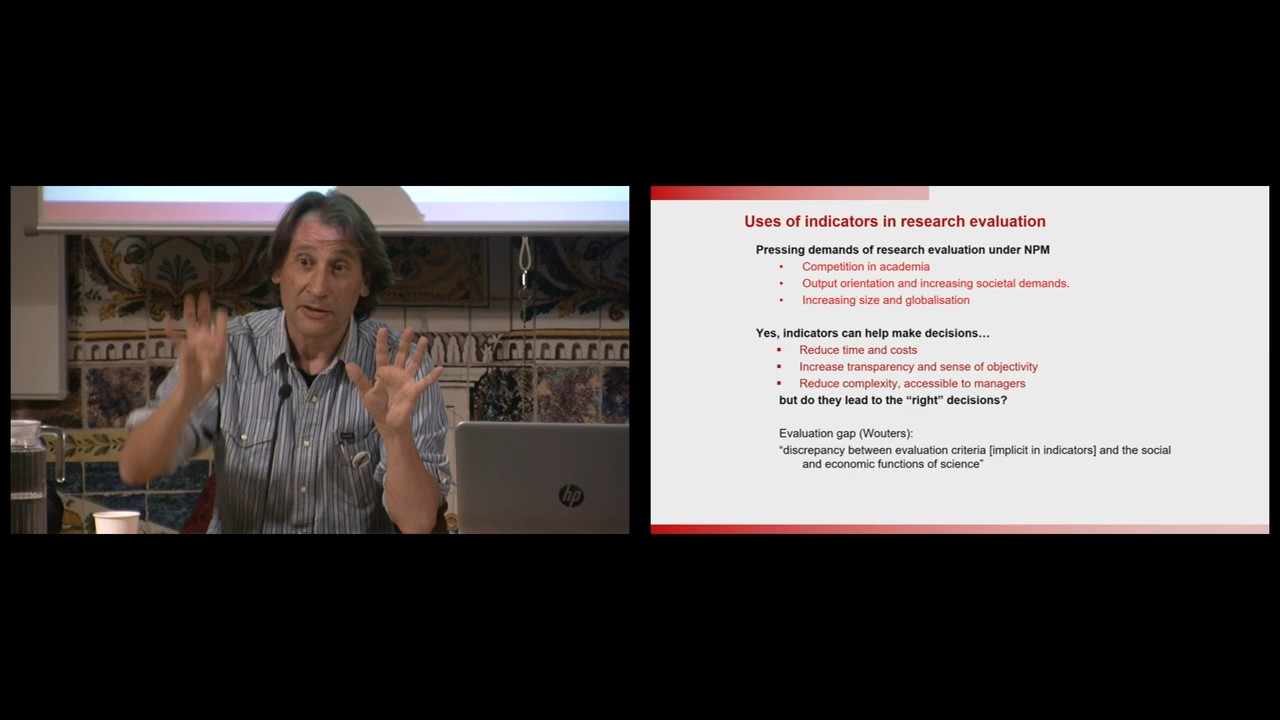 Uses of indicators in research evaluation
Pressing demands of research evaluation under NPM
• Competition in academia
• Output orientation and increasing societal demands.
• Increasing size and globalisation
Yes, indicators can help make decisions…
▪ Reduce time and costs
▪ Increase transparency and sense of objectivity
▪ Reduce complexity, accessible to managers
but do they lead to the “right” decisions?
Evaluation gap (Wouters):
“discrepancy between evaluation criteria [implicit in indicators] and the social
and economic functions of science”
hp